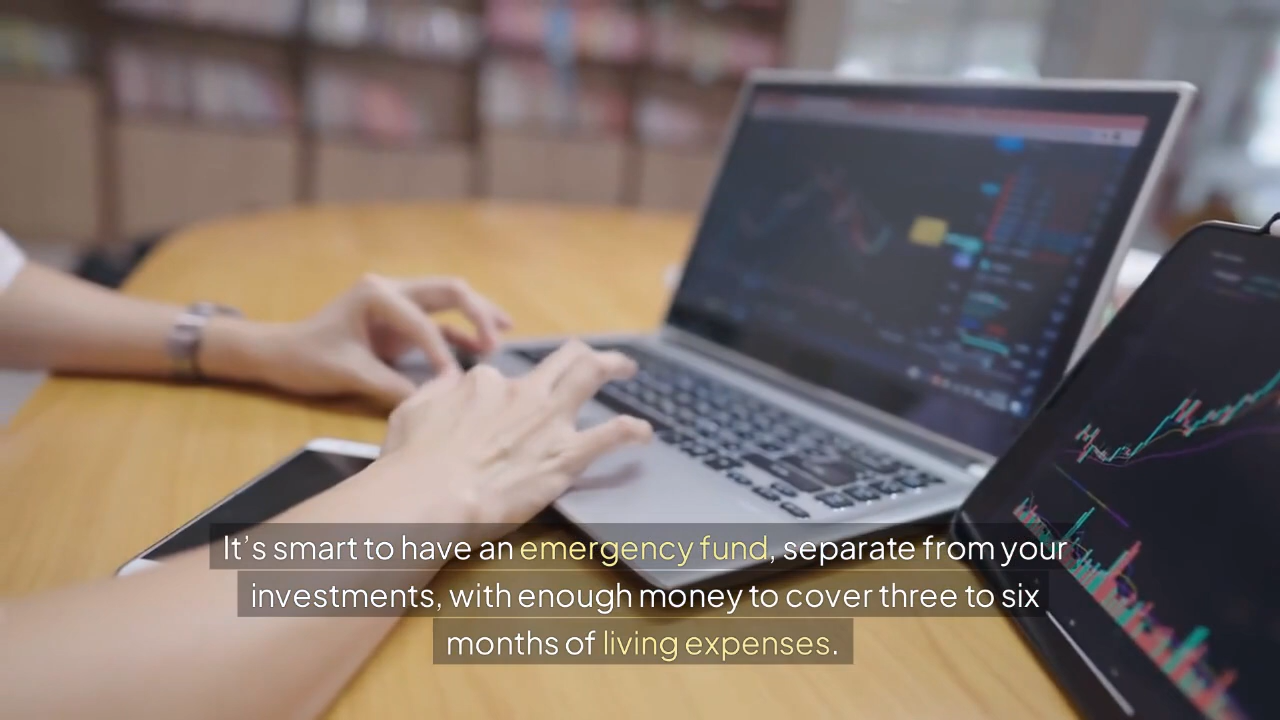 It’s smart to have an emergency fund, separate from your
investments, with enough money to cover three to six
months of living expenses.